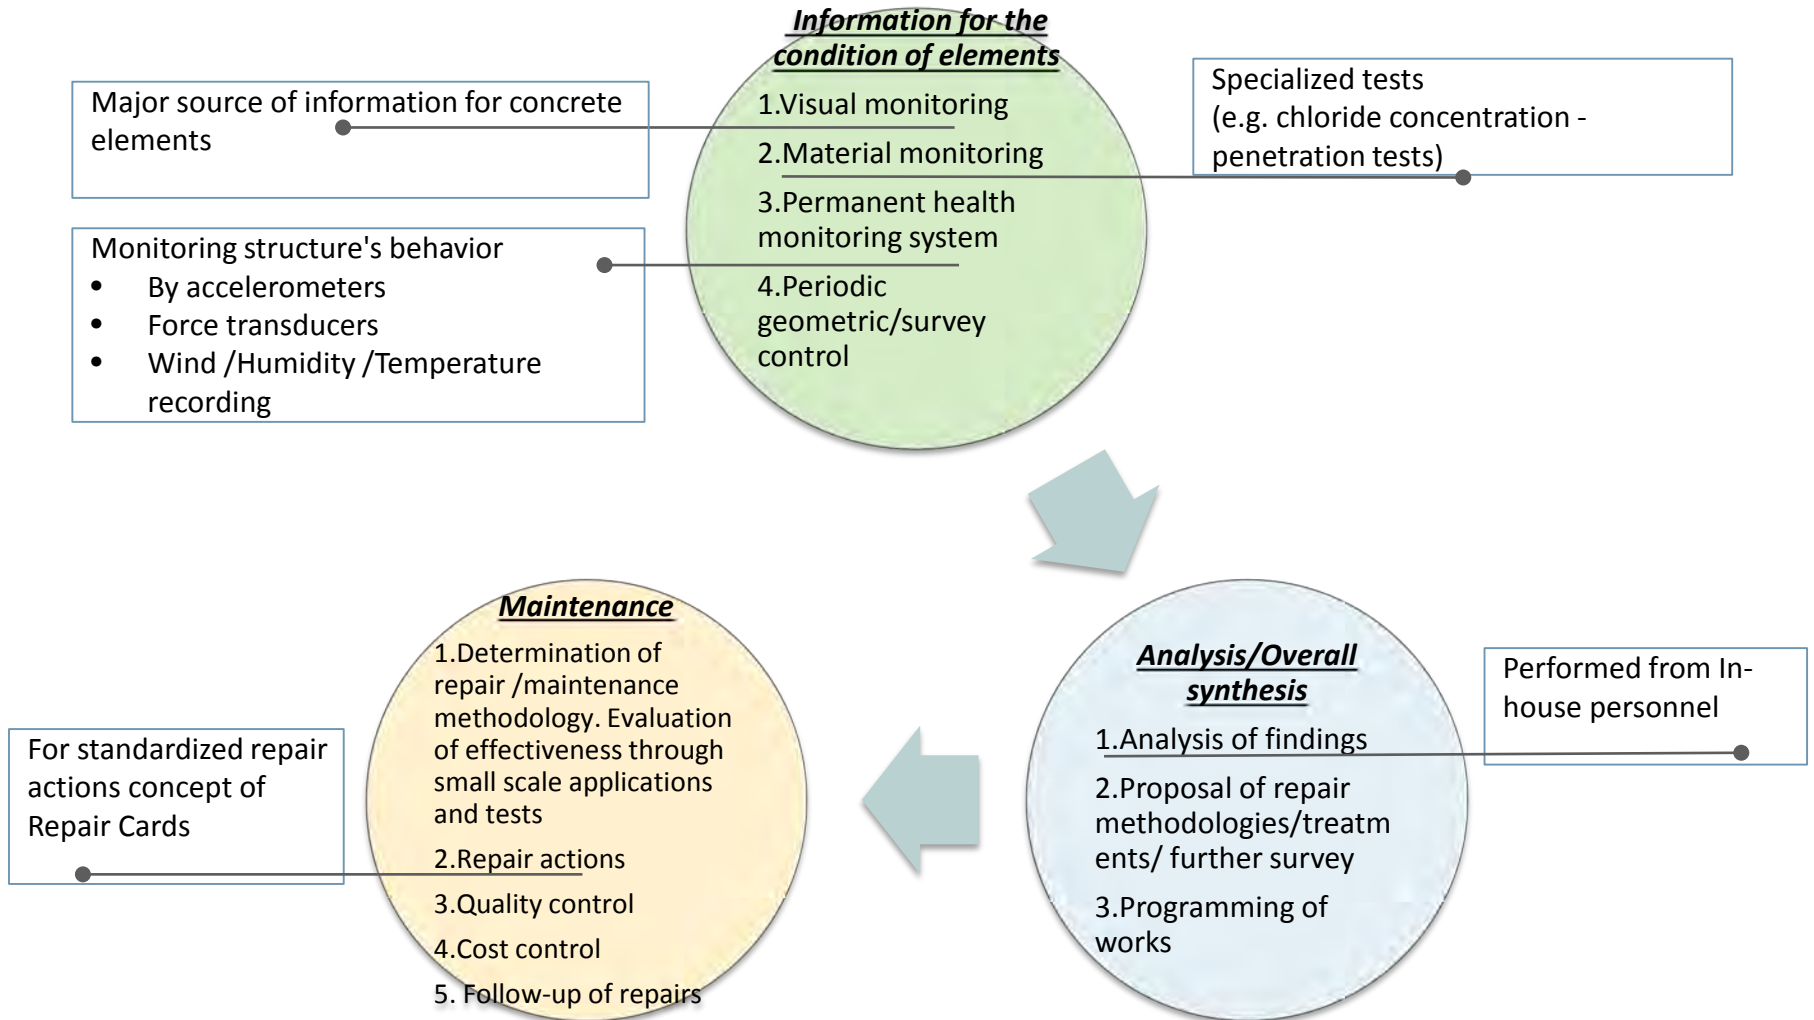 Information for the
condition of elements
1.Visual monitoring
2.Material monitoring
3.Permanent health
monitoring system
4.Periodic
geometric/survey
control
Major source of information for concrete
elements
Specialized tests
(e.g. chloride concentration -
penetration tests)
Monitoring structure's behavior
• By accelerometers
• Force transducers
• Wind /Humidity /Temperature
recording
Analysis/Overall
synthesis
1.Analysis of findings
2.Proposal of repair
methodologies/treatm
ents/ further survey
3.Programming of
works
Performed from In-
house personnel
Maintenance
1.Determination of
repair /maintenance
methodology. Evaluation
of effectiveness through
small scale applications
and tests
2.Repair actions
3.Quality control
4.Cost control
5. Follow-up of repairs
For standardized repair
actions concept of
Repair Cards